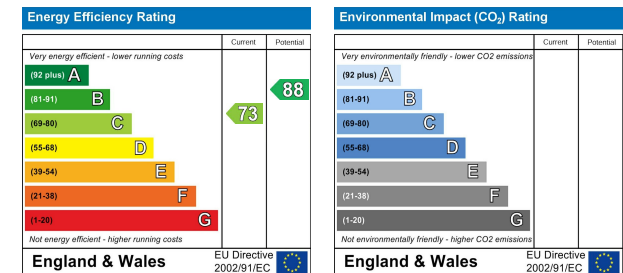 Energy Efficiency Rating
Current Potential
Very energy efficient - lower running costs
(92 plus) A
(81-91) B
(69-80) C
(55-68) D
(39-54) E
(21-38) F
(1-20) G
73
88
Not energy efficient - higher running costs
England & Wales
EU Directive
2002/91/EC
Environmental Impact (CO₂) Rating
Current Potential
Very environmentally friendly - lower CO2 emissions
(92 plus) A
(81-91) B
(69-80) C
(55-68) D
(39-54) E
(21-38) F
(1-20) G
Not environmentally friendly - higher CO2 emissions
England & Wales
EU Directive
2002/91/EC